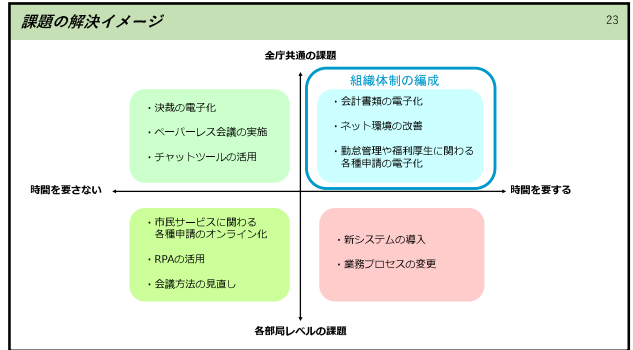 課題の解決イメージ
23
全庁共通の課題
組織体制の編成
・決裁の電子化
・ペーパーレス会議の実施
・チャットツールの活用
・会計書類の電子化
・ネット環境の改善
・勤怠管理や福利厚生に関わる
各種申請の電子化
時間を要さない
時間を要する
・市民サービスに関わる
各種申請のオンライン化
・RPAの活用
・会議方法の見直し
・新システムの導入
・業務プロセスの変更
各部局レベルの課題